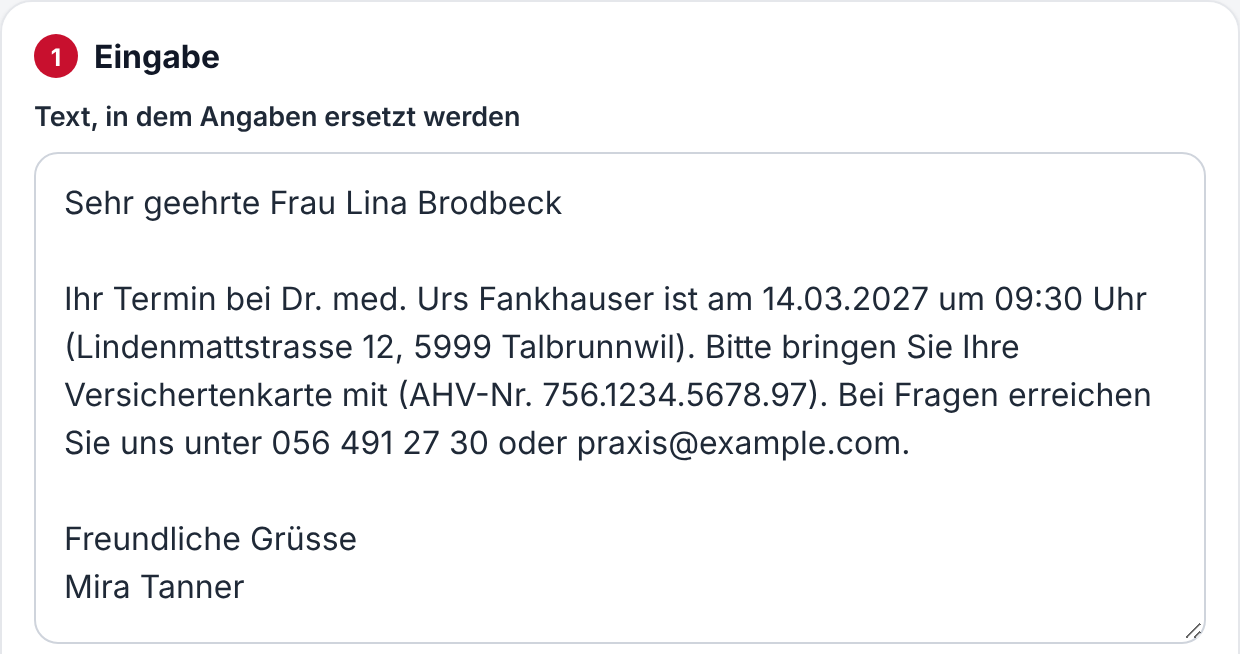 1 Eingabe
Text, in dem Angaben ersetzt werden
Sehr geehrte Frau Lina Brodbeck
Ihr Termin bei Dr. med. Urs Fankhauser ist am 14.03.2027 um 09:30 Uhr
(Lindenmattstrasse 12, 5999 Talbrunnwil). Bitte bringen Sie Ihre
Versichertenkarte mit (AHV-Nr. 756.1234.5678.97). Bei Fragen erreichen
Sie uns unter 056 491 27 30 oder praxis@example.com.
Freundliche Grüsse
Mira Tanner